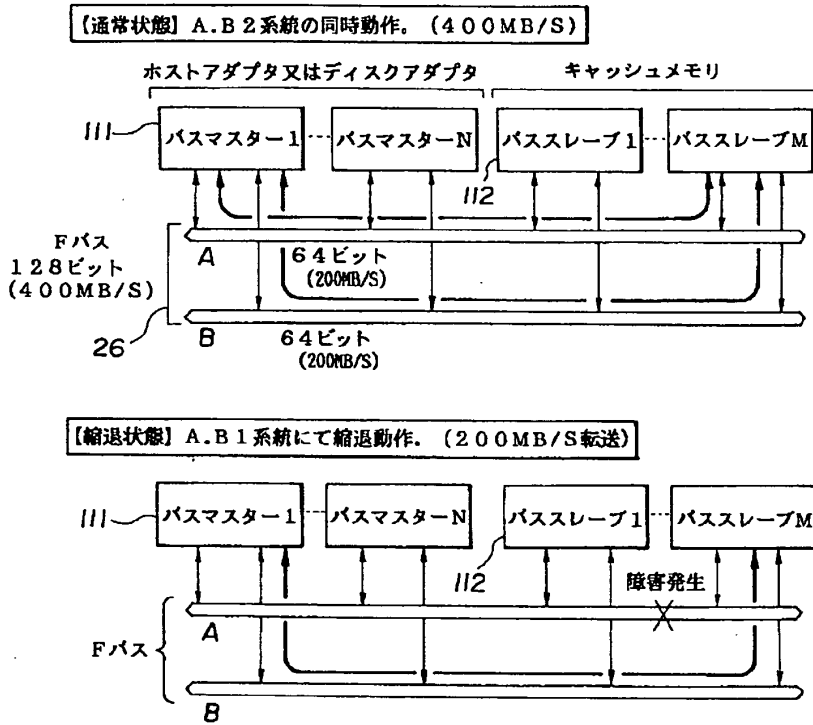 【通常状態】A.B2系統の同時動作。(400MB/S)
ホストアダプタ又はディスクアダプタ
キャッシュメモリ
111
バスマスター1
バスマスターN
バススレーブ1
バススレーブM
112
Fバス
128ビット
(400MB/S)
26
A
64ビット
(200MB/S)
B
64ビット
(200MB/S)
【縮退状態】A.B1系統にて縮退動作。(200MB/S転送)
111
バスマスター1
バスマスターN
バススレーブ1
バススレーブM
112
障害発生
Fバス
A
B